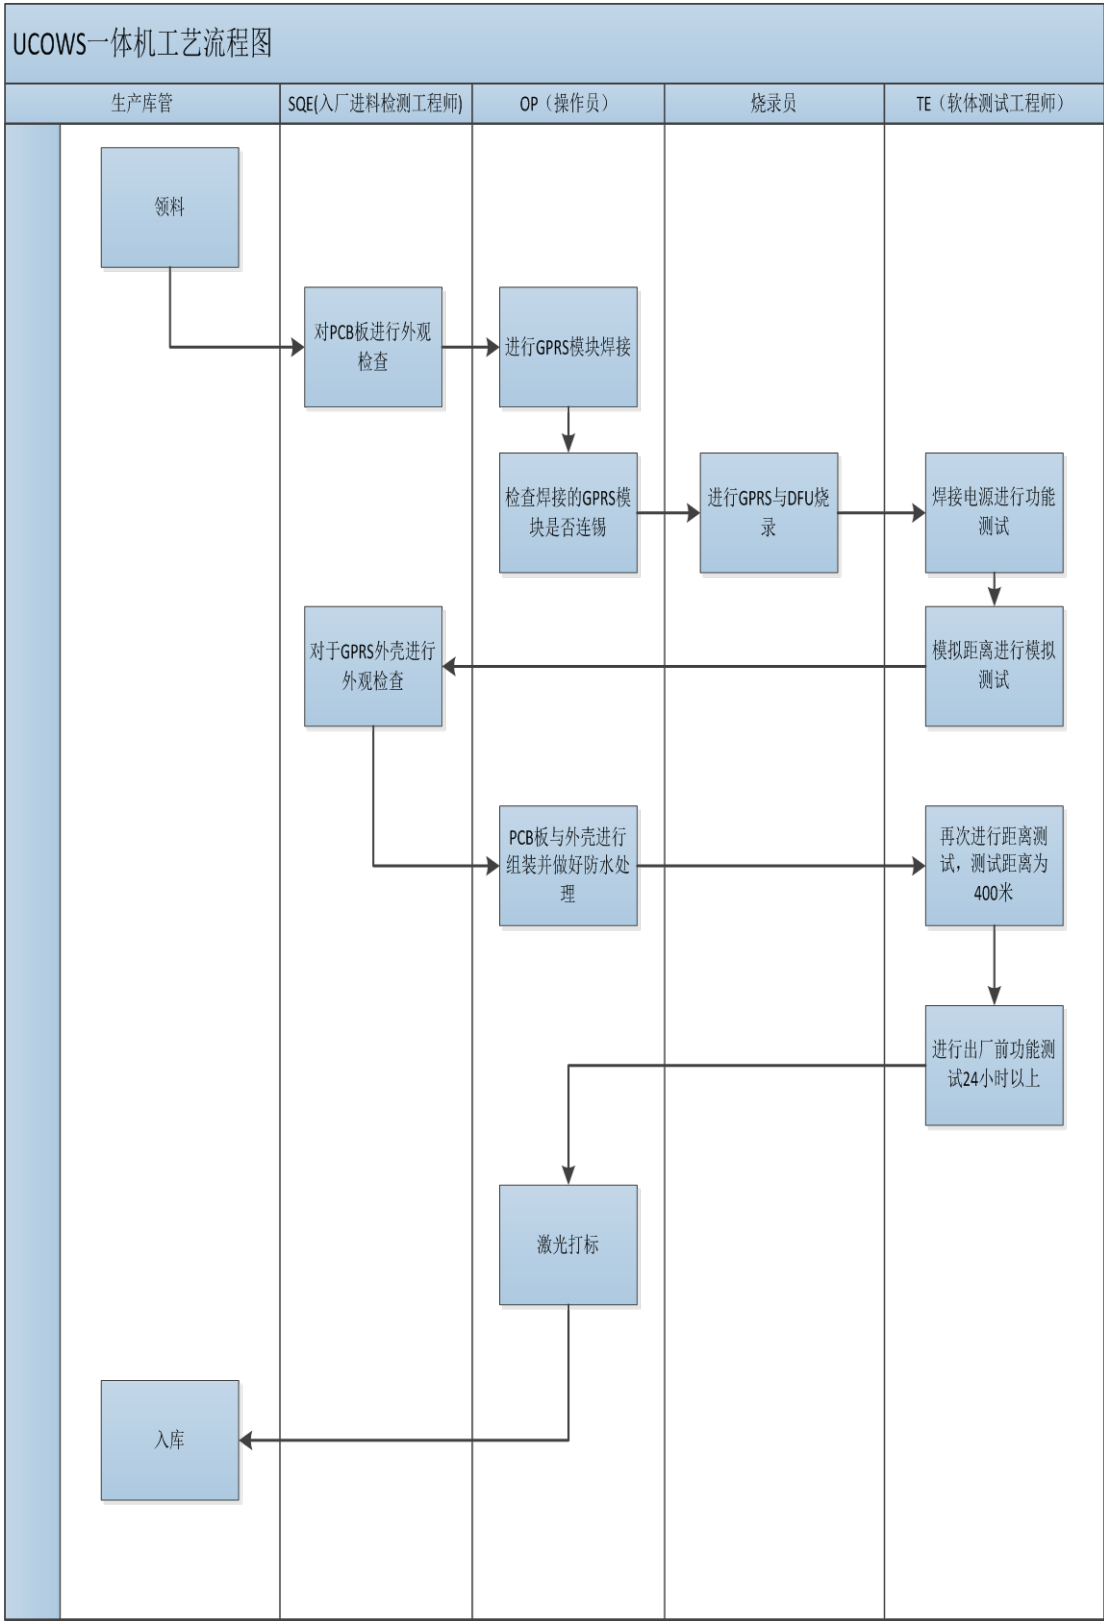 UCOWS一体机工艺流程图
生产库管
SQE(入厂进料检测工程师)
OP（操作员）
烧录员
TE（软体测试工程师）
领料
对PCB板进行外观
检查
进行GPRS模块焊接
检查焊接的GPRS模
块是否连锡
进行GPRS与DFU烧
录
焊接电源进行功能
测试
对于GPRS外壳进行
外观检查
模拟距离进行模拟
测试
PCB板与外壳进行
组装并做好防水处
理
再次进行距离测
试，测试距离为
400米
进行出厂前功能测
试24小时以上
激光打标
入库